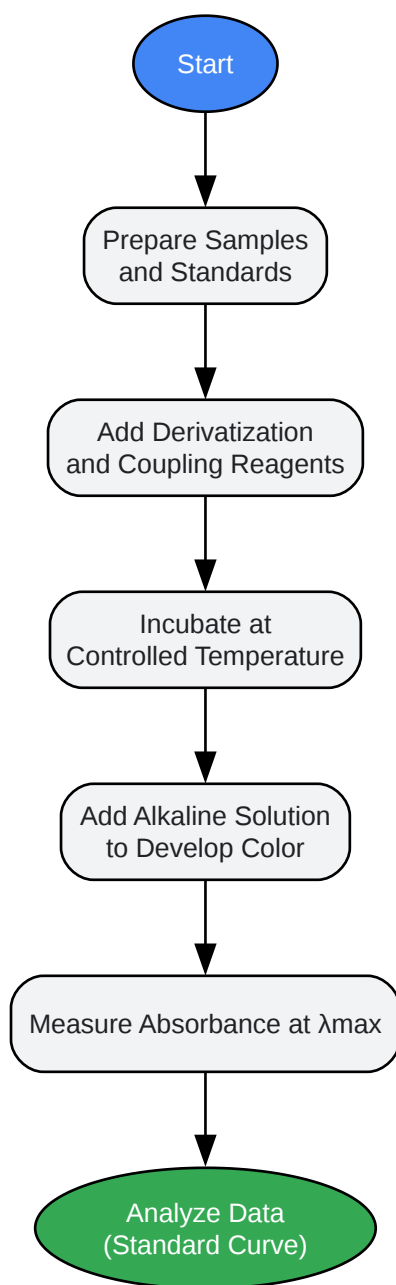 Start
Prepare Samples
and Standards
Add Derivatization
and Coupling Reagents
Incubate at
Controlled Temperature
Add Alkaline Solution
to Develop Color
Measure Absorbance at λmax
Analyze Data
(Standard Curve)